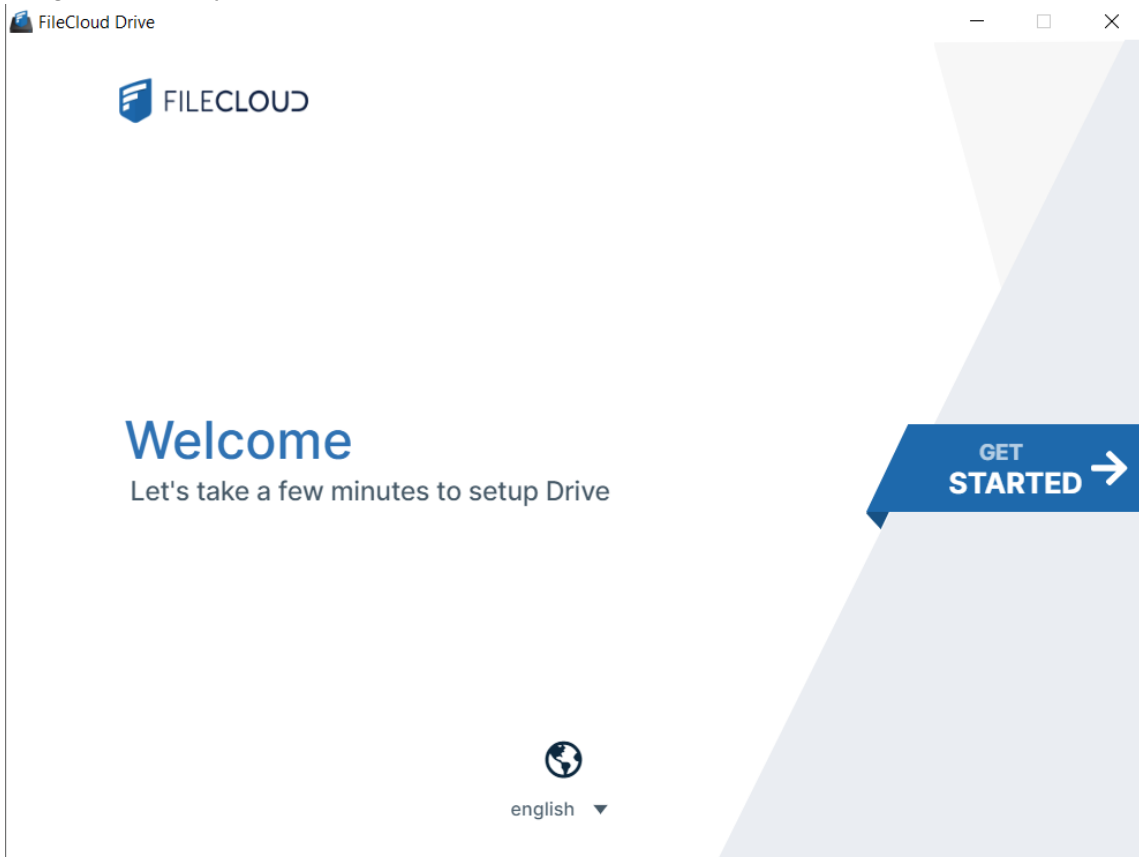 FileCloud Drive
FILECLOUD
Welcome
Let's take a few minutes to setup Drive
GET
STARTED
english